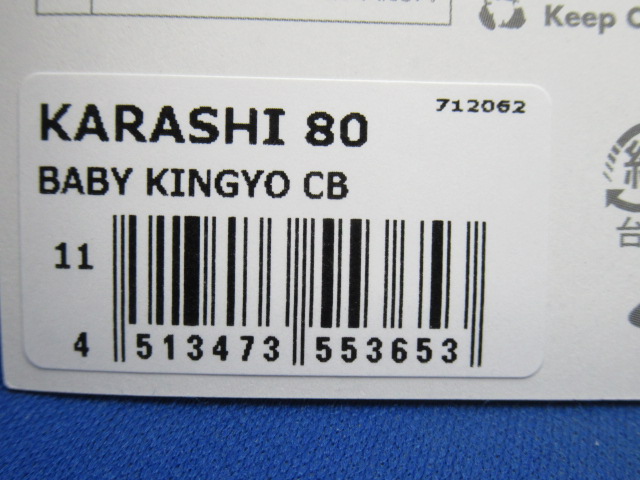 Keep C
KARASHI 80
712062
BABY KINGYO CB
11
4 513473 553653